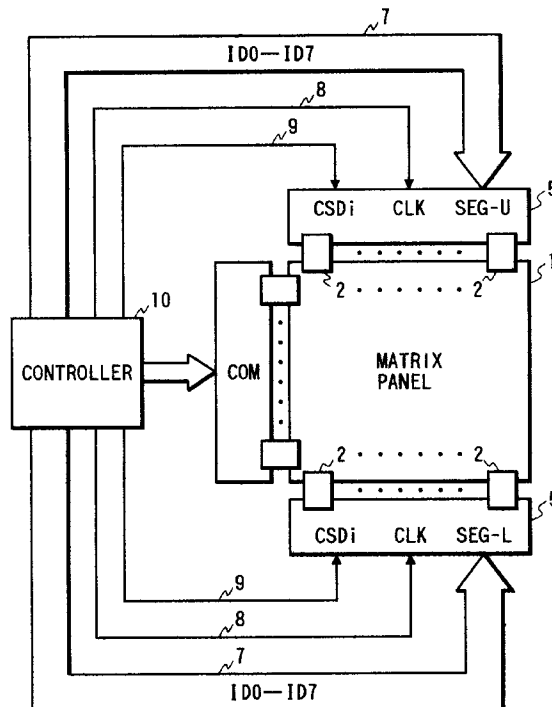 7
ID0—ID7
8
9
CSDi CLK SEG-U
5
1
2 2
10
CONTROLLER
COM
MATRIX
PANEL
2 2
5
CSDi CLK SEG-L
9
8
7
ID0—ID7